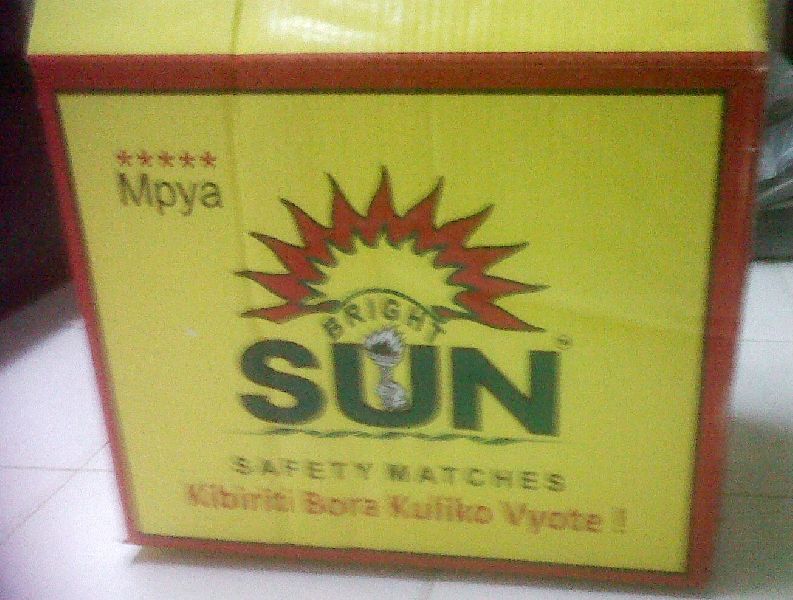 *****
Mpya
BRIGHT
SUN
SAFETY MATCHES
Kibiriti Bora Kuliko Vyote !